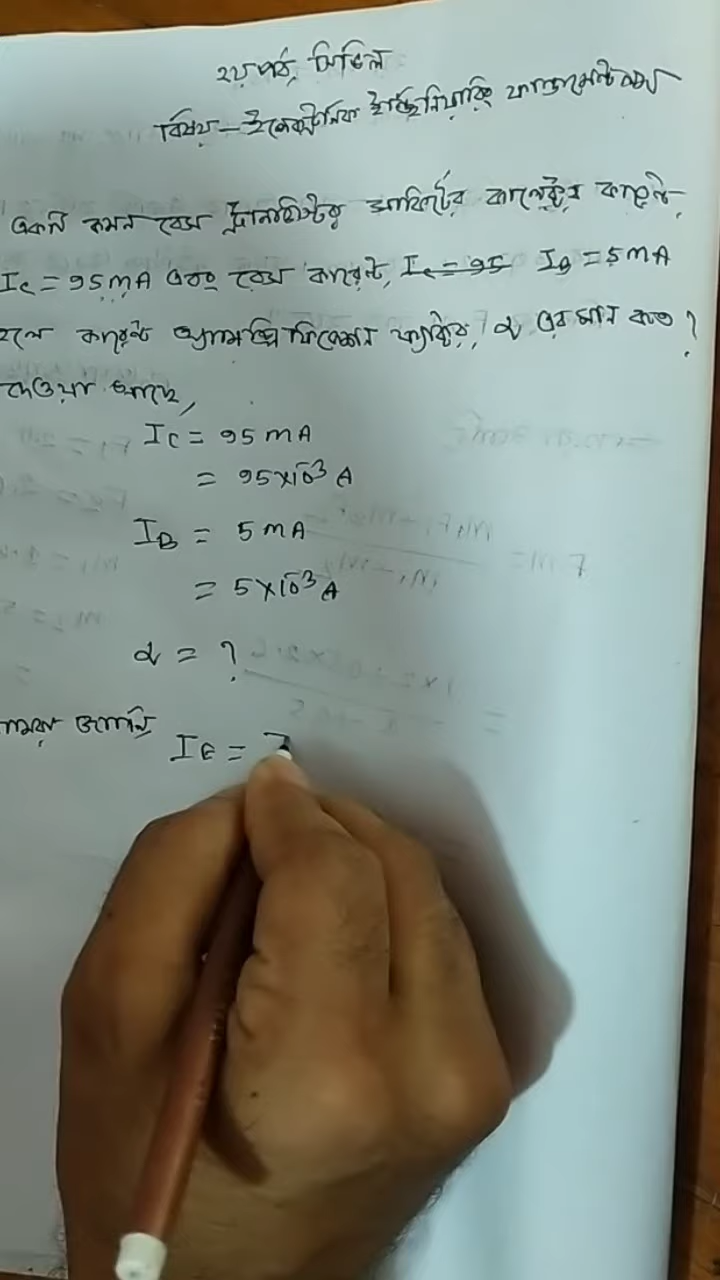 ২য় পর্ব, সিভিল
বিষয় – ইলেকট্রনিক ইঞ্জিনিয়ারিং ফান্ডামেন্টালস
একটি কমন বেস ট্রানজিস্টর সার্কিটের কালেক্টর কারেন্ট,
Ic = 95mA এবং বেস কারেন্ট, Ic = 95 IB = 5mA
হলে কারেন্ট অ্যামপ্লিফিকেশন ফ্যাক্টর, α এর মান কত ?
দেওয়া আছে,
IC = 95 mA
= 95×10⁻³ A
IB = 5 mA
= 5×10⁻³ A
α = ?
আমরা জানি
IE =